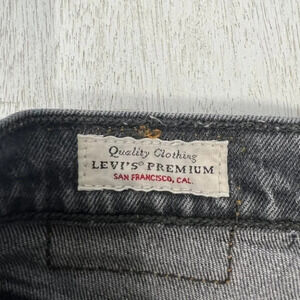 Quality Clothing
LEVI'S® PREMIUM
SAN FRANCISCO, CAL.